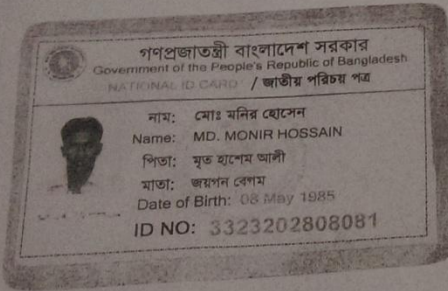 গণপ্রজাতন্ত্রী বাংলাদেশ সরকার
Government of the People's Republic of Bangladesh
NATIONAL ID CARD / জাতীয় পরিচয় পত্র
নাম: মোঃ মনির হোসেন
Name: MD. MONIR HOSSAIN
পিতা: মৃত হাশেম আলী
মাতা: জয়গন বেগম
Date of Birth: 08 May 1985
ID NO: 3323202808081